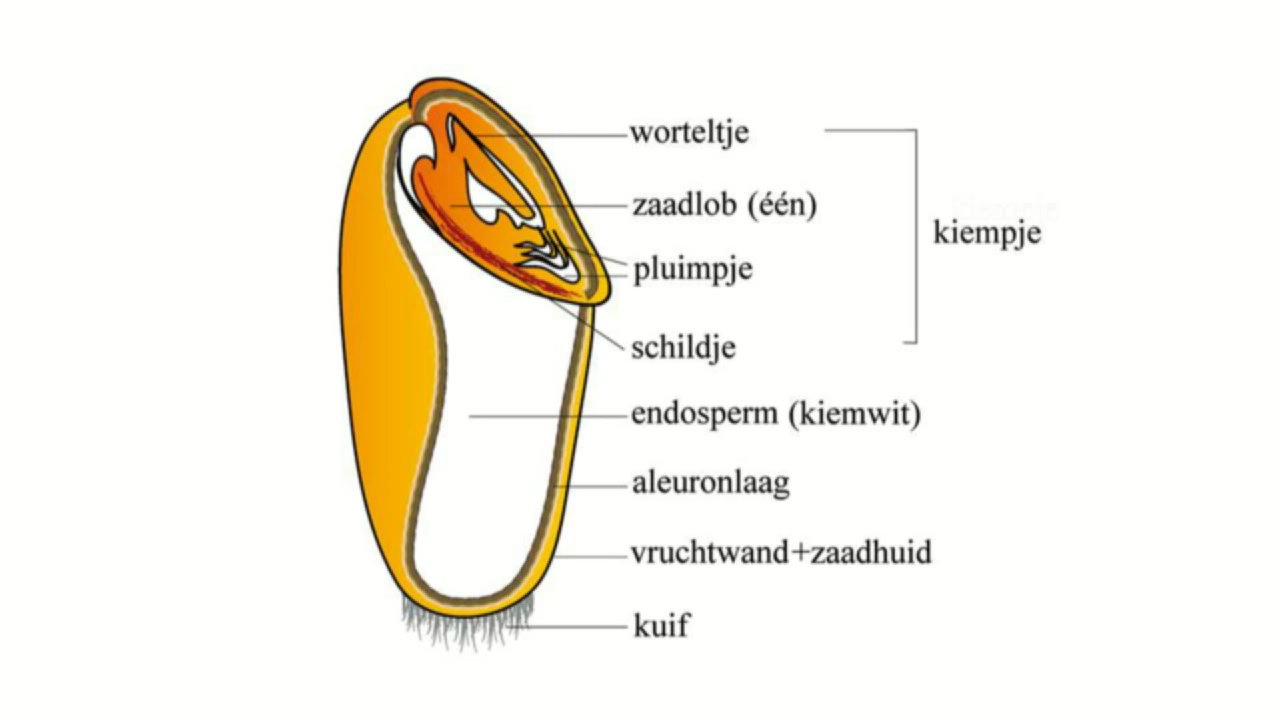 worteltje
zaadlob (één)
kiempje
pluimpje
schildje
endosperm (kiemwit)
aleuronlaag
vruchtwand+zaadhuid
kuif